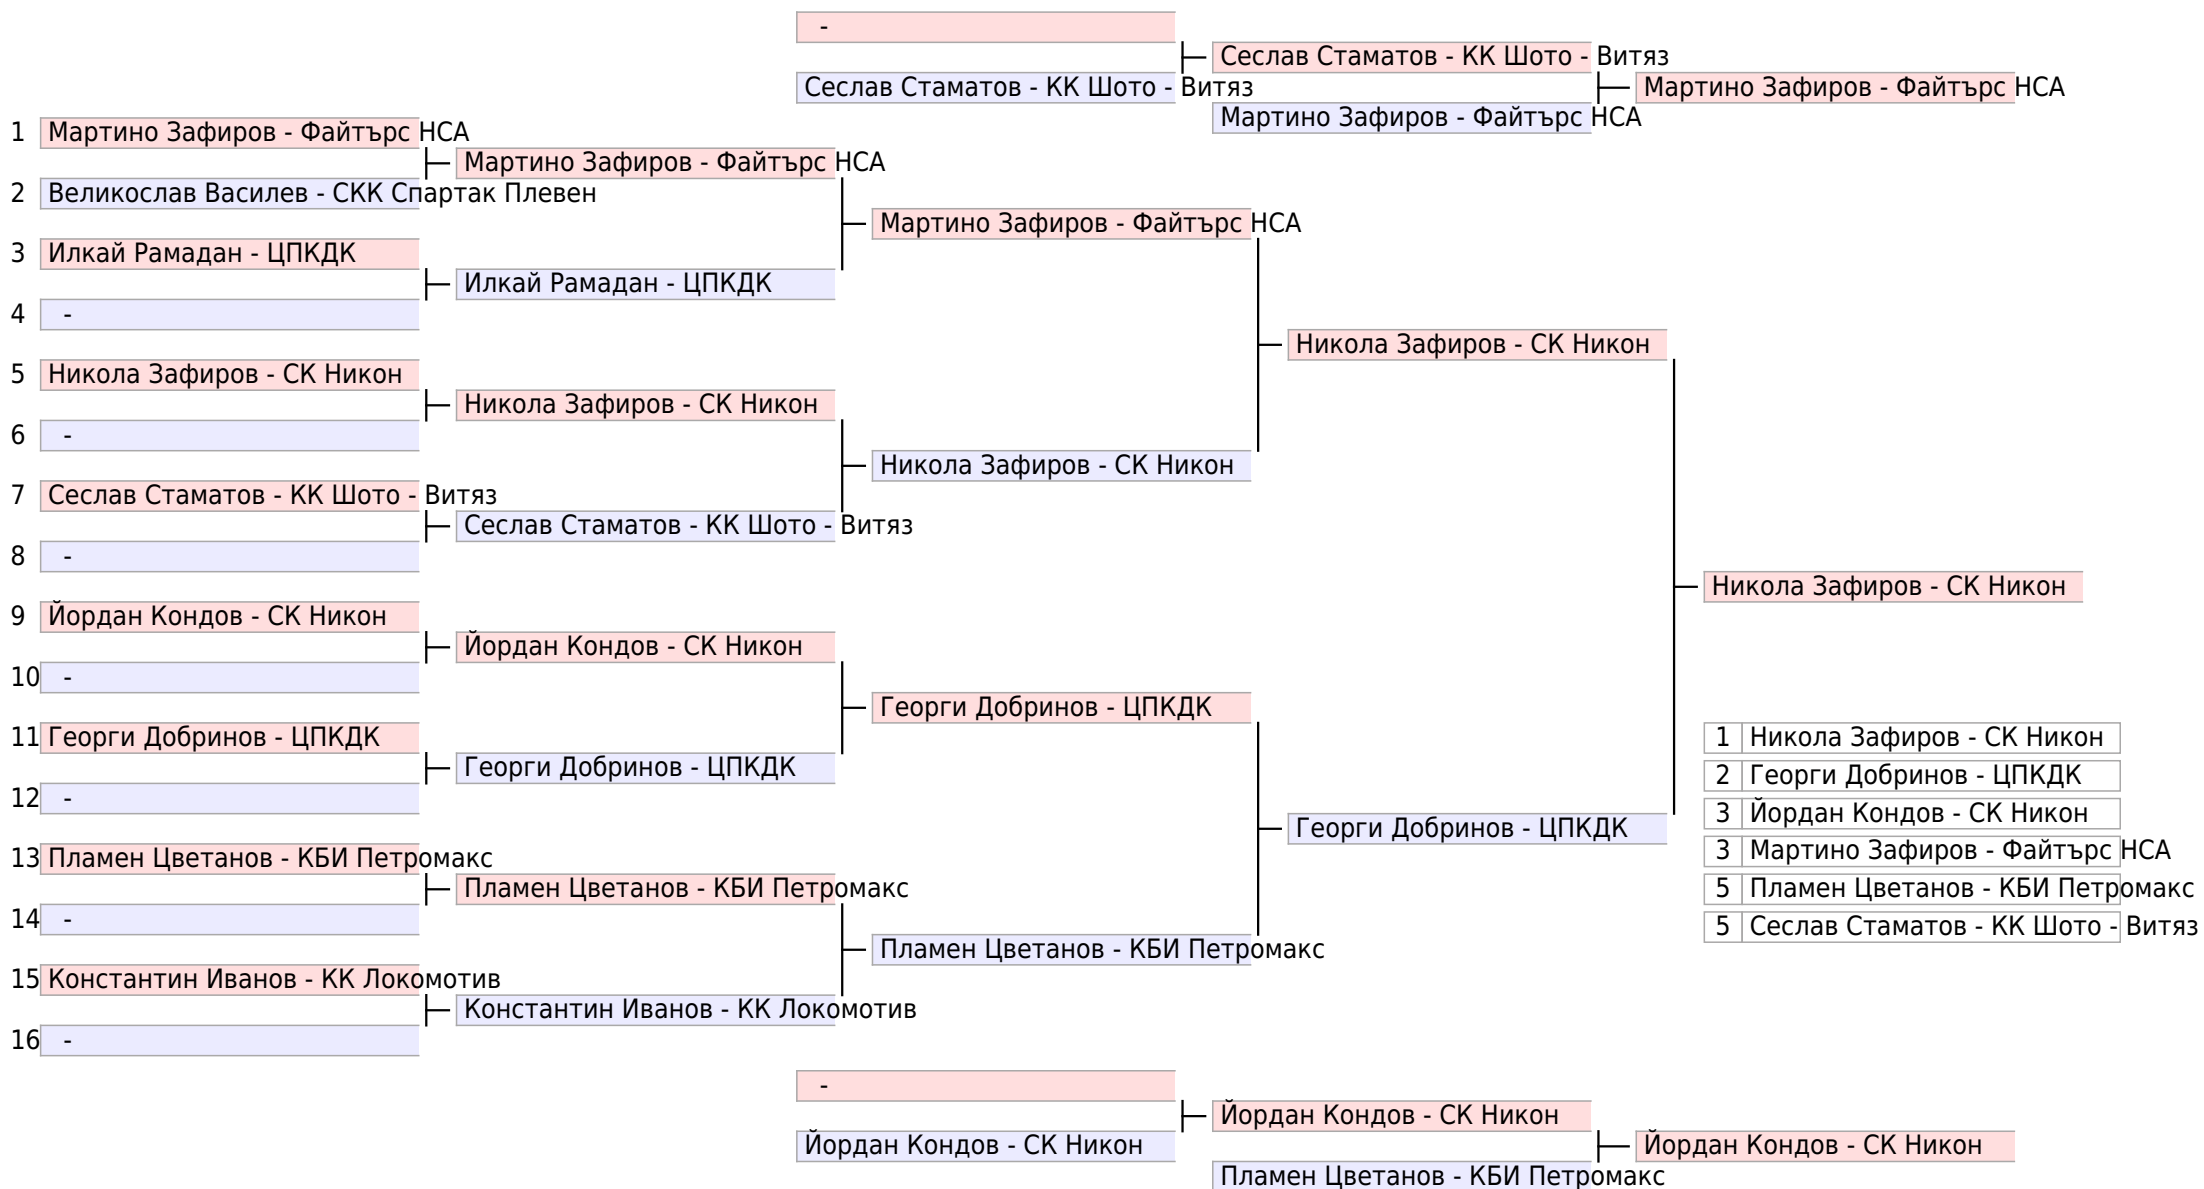 -
Сеслав Стаматов - КК Шото - Витяз
Сеслав Стаматов - КК Шото - Витяз
Мартино Зафиров - Файтърс НСА
Мартино Зафиров - Файтърс НСА
1 Мартино Зафиров - Файтърс НСА
Мартино Зафиров - Файтърс НСА
2 Великослав Василев - СКК Спартак Плевен
Мартино Зафиров - Файтърс НСА
3 Илкай Рамадан - ЦПКДК
Илкай Рамадан - ЦПКДК
4 -
Никола Зафиров - СК Никон
5 Никола Зафиров - СК Никон
Никола Зафиров - СК Никон
6 -
Никола Зафиров - СК Никон
7 Сеслав Стаматов - КК Шото - Витяз
Сеслав Стаматов - КК Шото - Витяз
8 -
Никола Зафиров - СК Никон
9 Йордан Кондов - СК Никон
Йордан Кондов - СК Никон
10 -
Георги Добринов - ЦПКДК
11 Георги Добринов - ЦПКДК
Георги Добринов - ЦПКДК
12 -
Георги Добринов - ЦПКДК
13 Пламен Цветанов - КБИ Петромакс
Пламен Цветанов - КБИ Петромакс
14 -
Пламен Цветанов - КБИ Петромакс
15 Константин Иванов - КК Локомотив
Константин Иванов - КК Локомотив
16 -
1 Никола Зафиров - СК Никон
2 Георги Добринов - ЦПКДК
3 Йордан Кондов - СК Никон
3 Мартино Зафиров - Файтърс НСА
5 Пламен Цветанов - КБИ Петромакс
5 Сеслав Стаматов - КК Шото - Витяз
-
Йордан Кондов - СК Никон
Йордан Кондов - СК Никон
Йордан Кондов - СК Никон
Пламен Цветанов - КБИ Петромакс